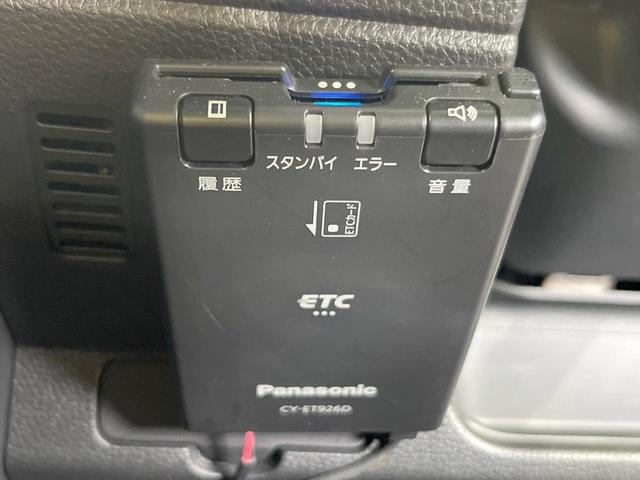 スタンバイ エラー
履歴 音量
ETCカード
ETC
Panasonic
CY-ET926D